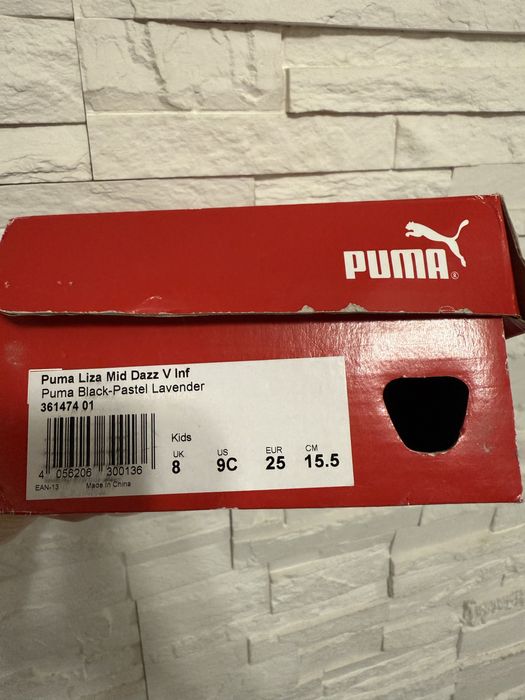 PUMA
Puma Liza Mid Dazz V Inf
Puma Black-Pastel Lavender
361474 01
Kids
UK US EUR CM
8 9C 25 15.5
4 056206 300136
EAN-13 Made in China